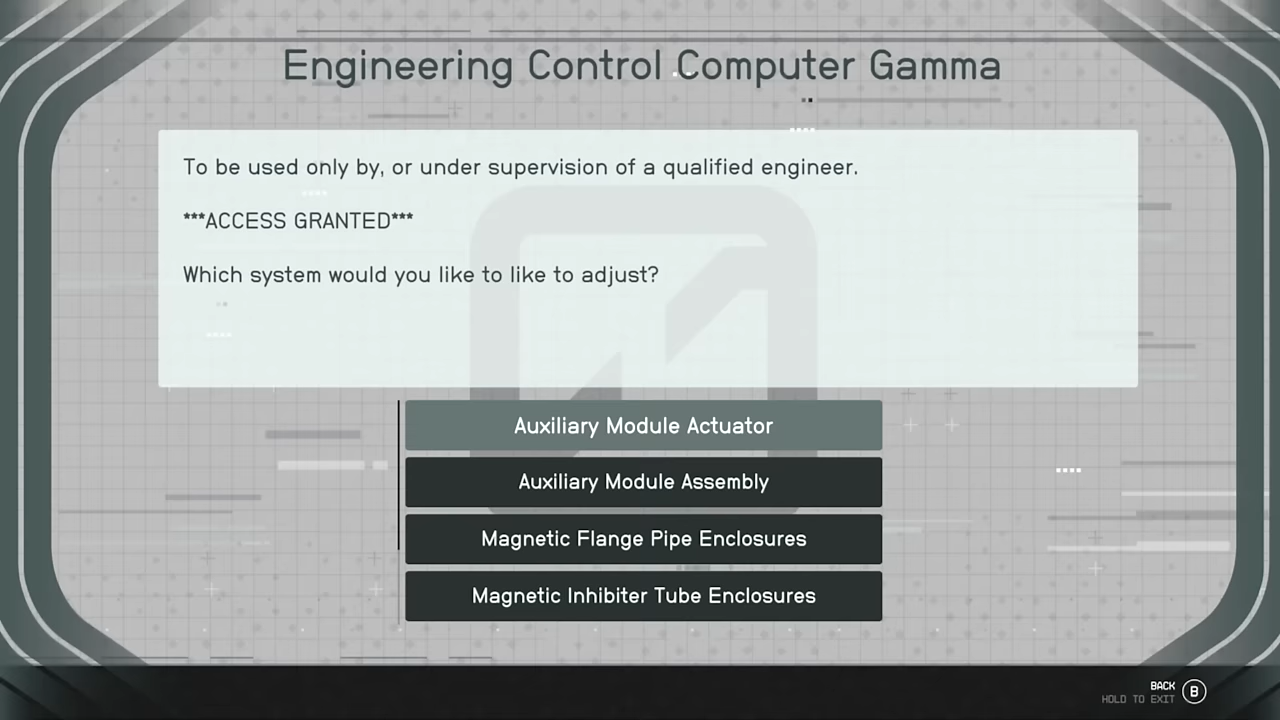 Engineering Control Computer Gamma
To be used only by, or under supervision of a qualified engineer.
***ACCESS GRANTED***
Which system would you like to like to adjust?
Auxiliary Module Actuator
Auxiliary Module Assembly
Magnetic Flange Pipe Enclosures
Magnetic Inhibiter Tube Enclosures
BACK
HOLD TO EXIT
B